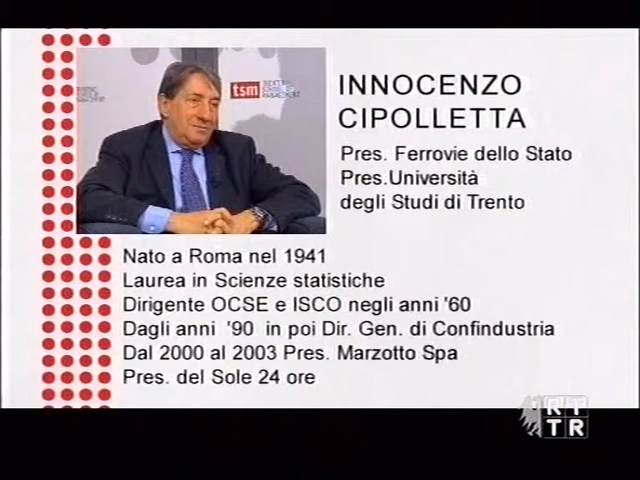 INNOCENZO
CIPOLLETTA
Pres. Ferrovie dello Stato
Pres.Università
degli Studi di Trento
tsm
Nato a Roma nel 1941
Laurea in Scienze statistiche
Dirigente OCSE e ISCO negli anni '60
Dagli anni '90 in poi Dir. Gen. di Confindustria
Dal 2000 al 2003 Pres. Marzotto Spa
Pres. del Sole 24 ore
RT
TR